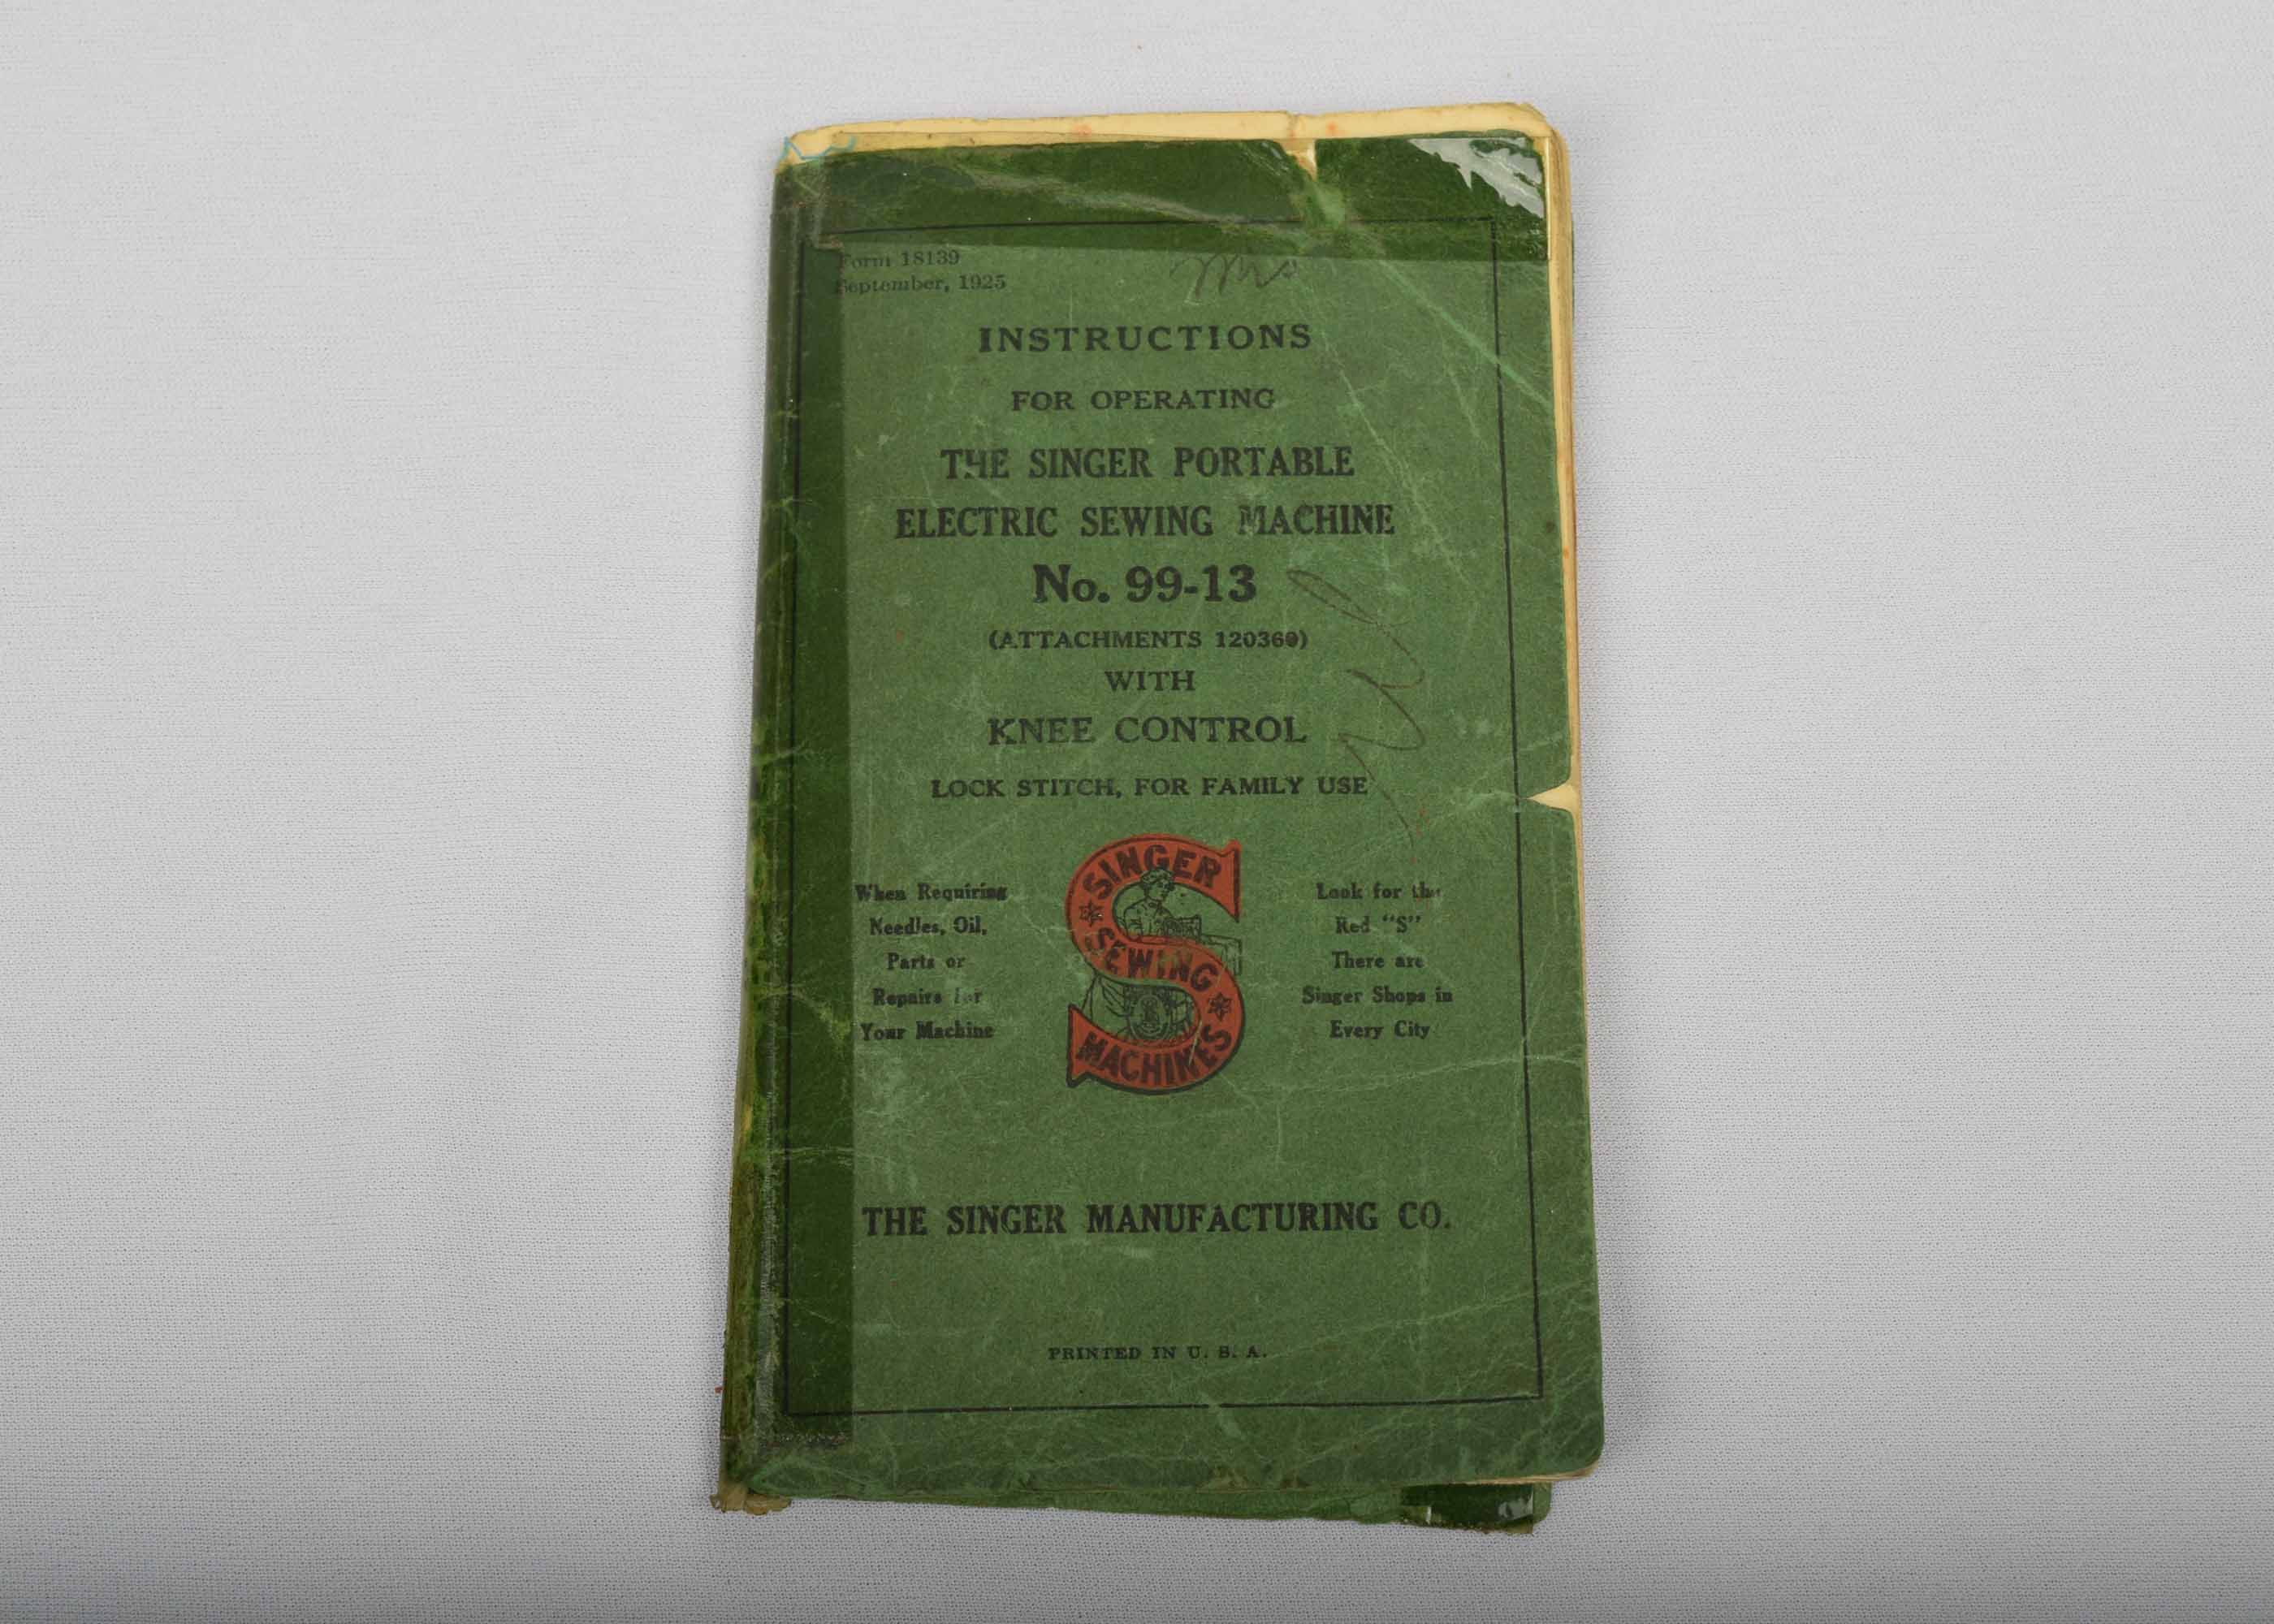 Form 18139
September, 1925
Mrs
INSTRUCTIONS
FOR OPERATING
THE SINGER PORTABLE
ELECTRIC SEWING MACHINE
No. 99-13
(ATTACHMENTS 120360)
WITH
KNEE CONTROL
LOCK STITCH, FOR FAMILY USE
When Requiring
Needles, Oil,
Parts or
Repairs for
Your Machine
SINGER
SEWING
MACHINES
Look for the
Red "S"
There are
Singer Shops in
Every City
THE SINGER MANUFACTURING CO.
PRINTED IN U. S. A.